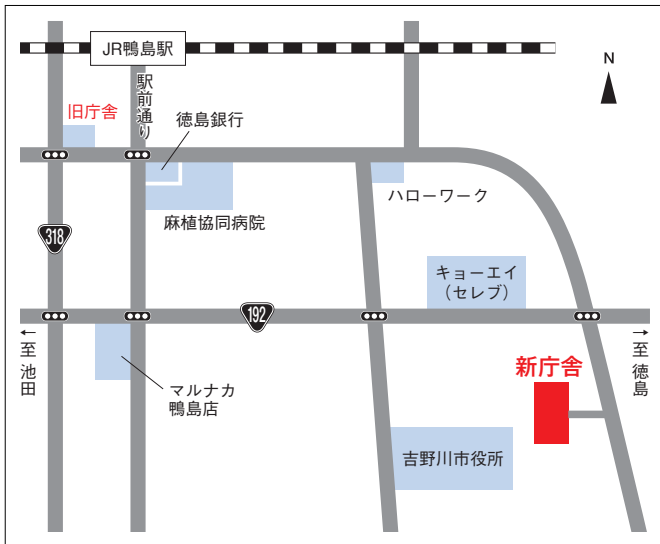 JR鴨島駅
N
駅前通り
旧庁舎
徳島銀行
ハローワーク
麻植協同病院
318
キョーエイ
（セレブ）
192
←至 池田
→至 徳島
マルナカ
鴨島店
新庁舎
吉野川市役所